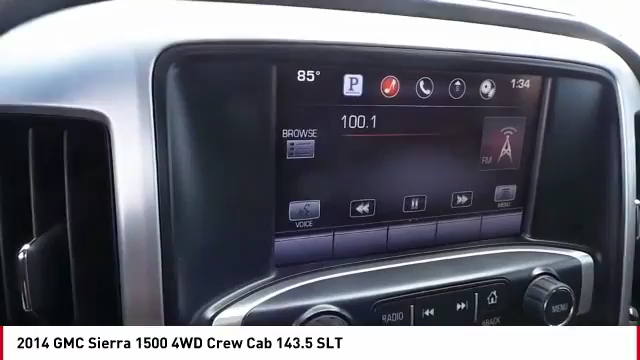 85°
P
1:34
100.1
BROWSE
FM
VOICE
MENU
RADIO
BACK
MENU
2014 GMC Sierra 1500 4WD Crew Cab 143.5 SLT